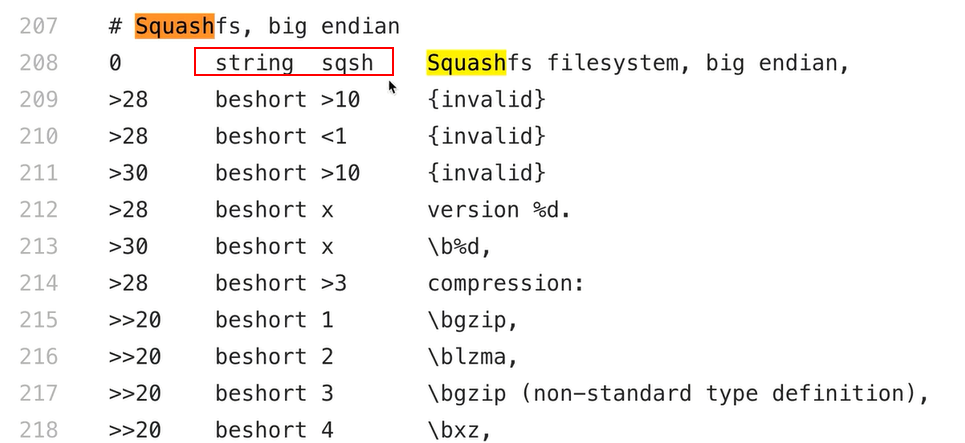 207 # Squashfs, big endian
208 0 string sqsh Squashfs filesystem, big endian,
209 >28 beshort >10 {invalid}
210 >28 beshort <1 {invalid}
211 >30 beshort >10 {invalid}
212 >28 beshort x version %d.
213 >30 beshort x \b%d,
214 >28 beshort >3 compression:
215 >>20 beshort 1 \bgzip,
216 >>20 beshort 2 \blzma,
217 >>20 beshort 3 \bgzip (non-standard type definition),
218 >>20 beshort 4 \bxz,